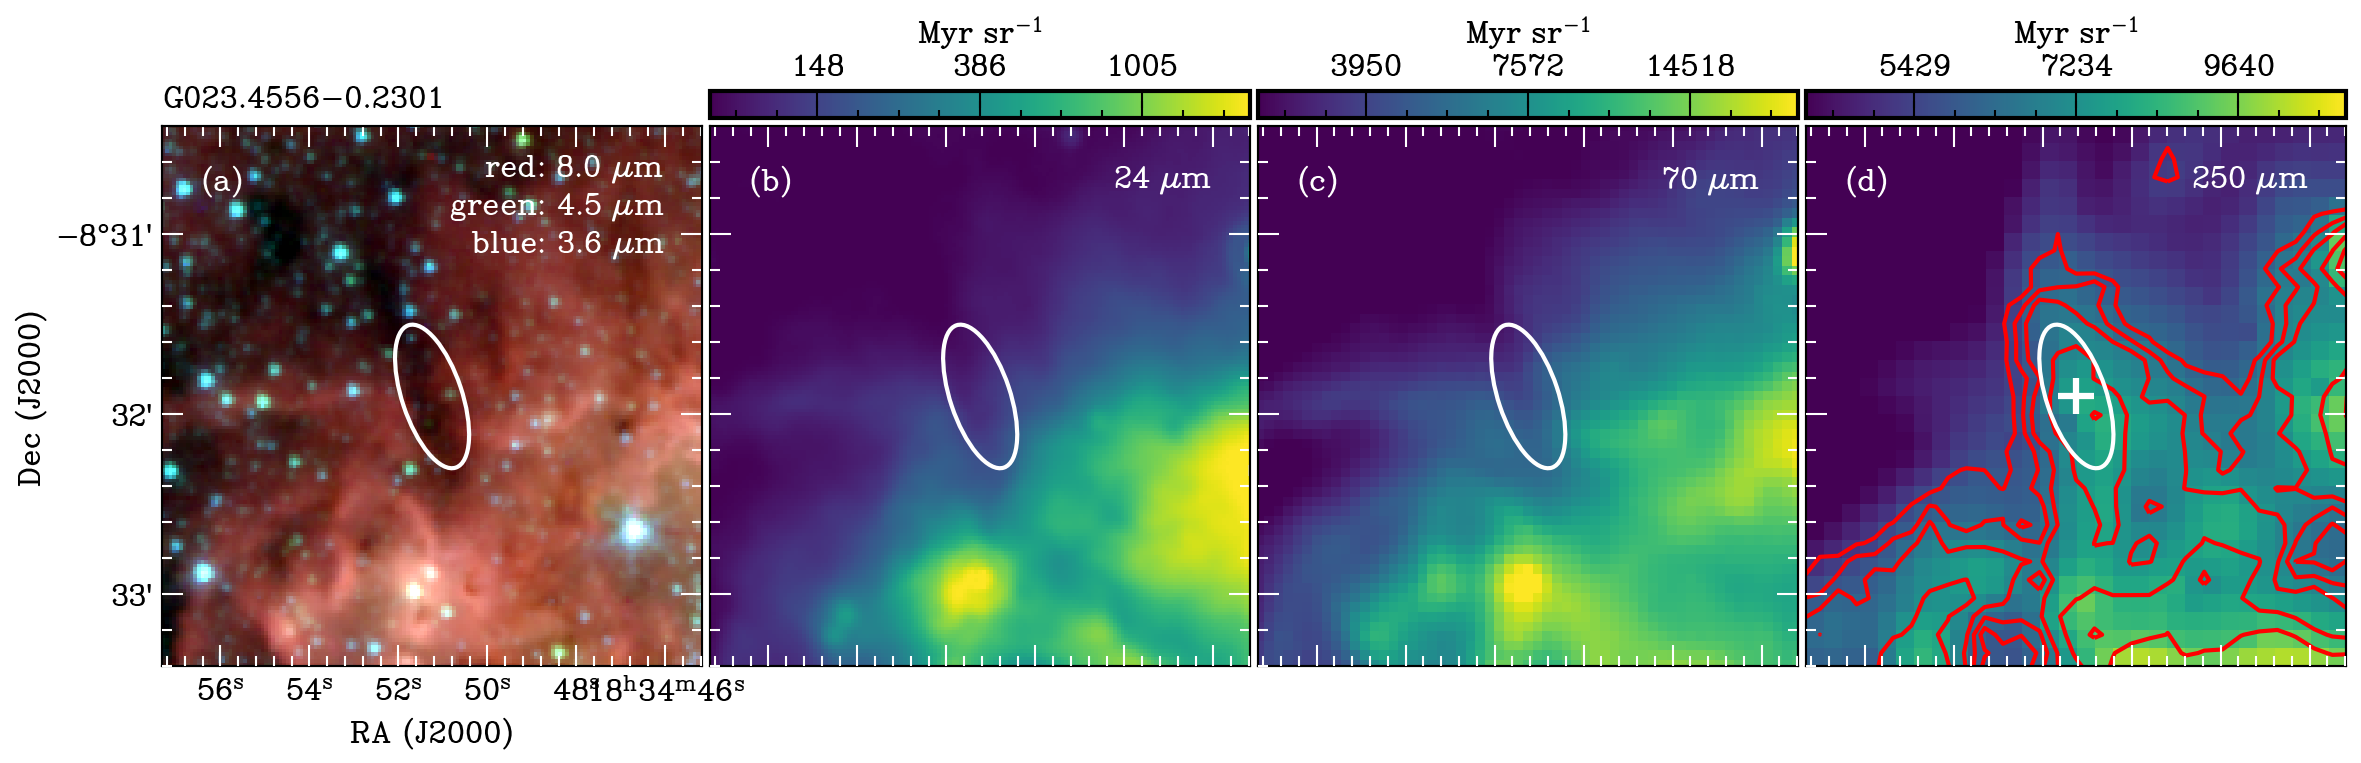 Myr sr⁻¹
148 386 1005
Myr sr⁻¹
3950 7572 14518
Myr sr⁻¹
5429 7234 9640
G023.4556−0.2301
(a)
red: 8.0 μm
green: 4.5 μm
blue: 3.6 μm
(b)
24 μm
(c)
70 μm
(d)
250 μm
Dec (J2000)
−8°31'
32'
33'
56ˢ 54ˢ 52ˢ 50ˢ 48ˢ 18ʰ34ᵐ46ˢ
RA (J2000)